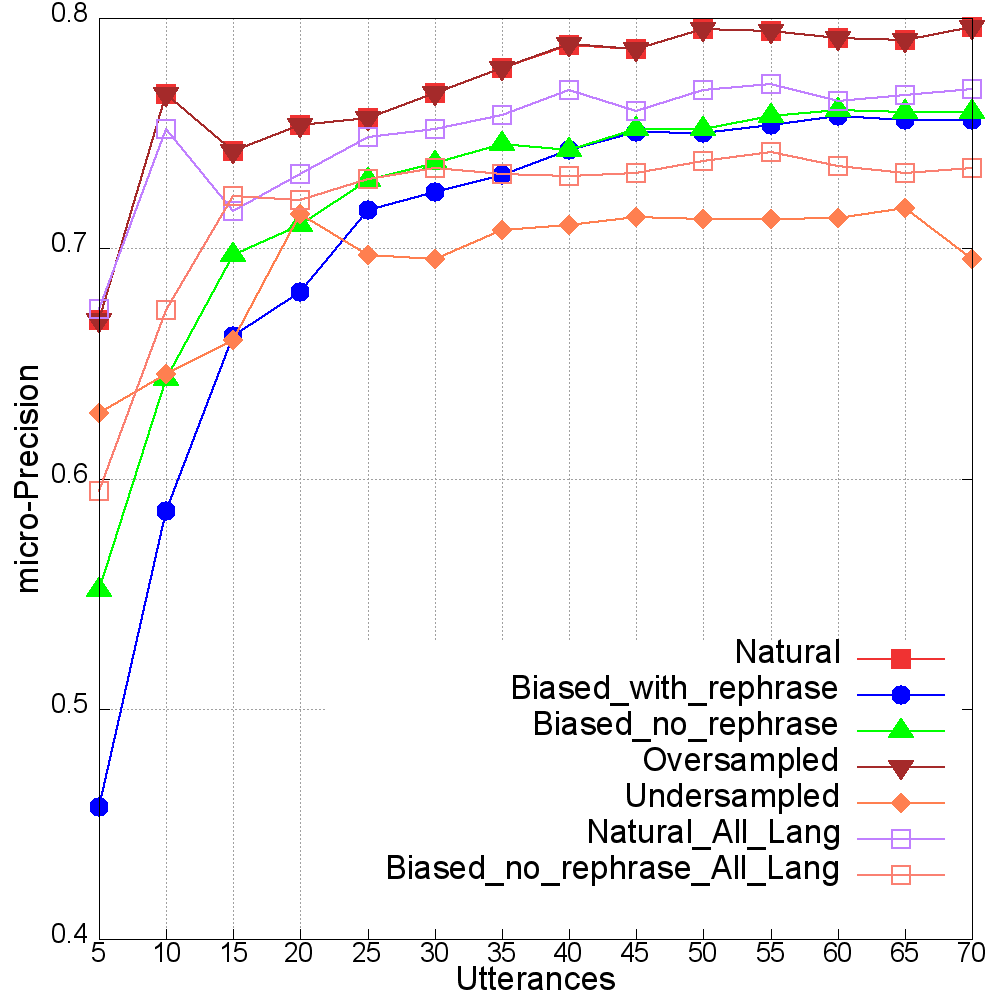 0.8
0.7
0.6
0.5
0.4
micro-Precision
Natural
Biased_with_rephrase
Biased_no_rephrase
Oversampled
Undersampled
Natural_All_Lang
Biased_no_rephrase_All_Lang
5 10 15 20 25 30 35 40 45 50 55 60 65 70
Utterances